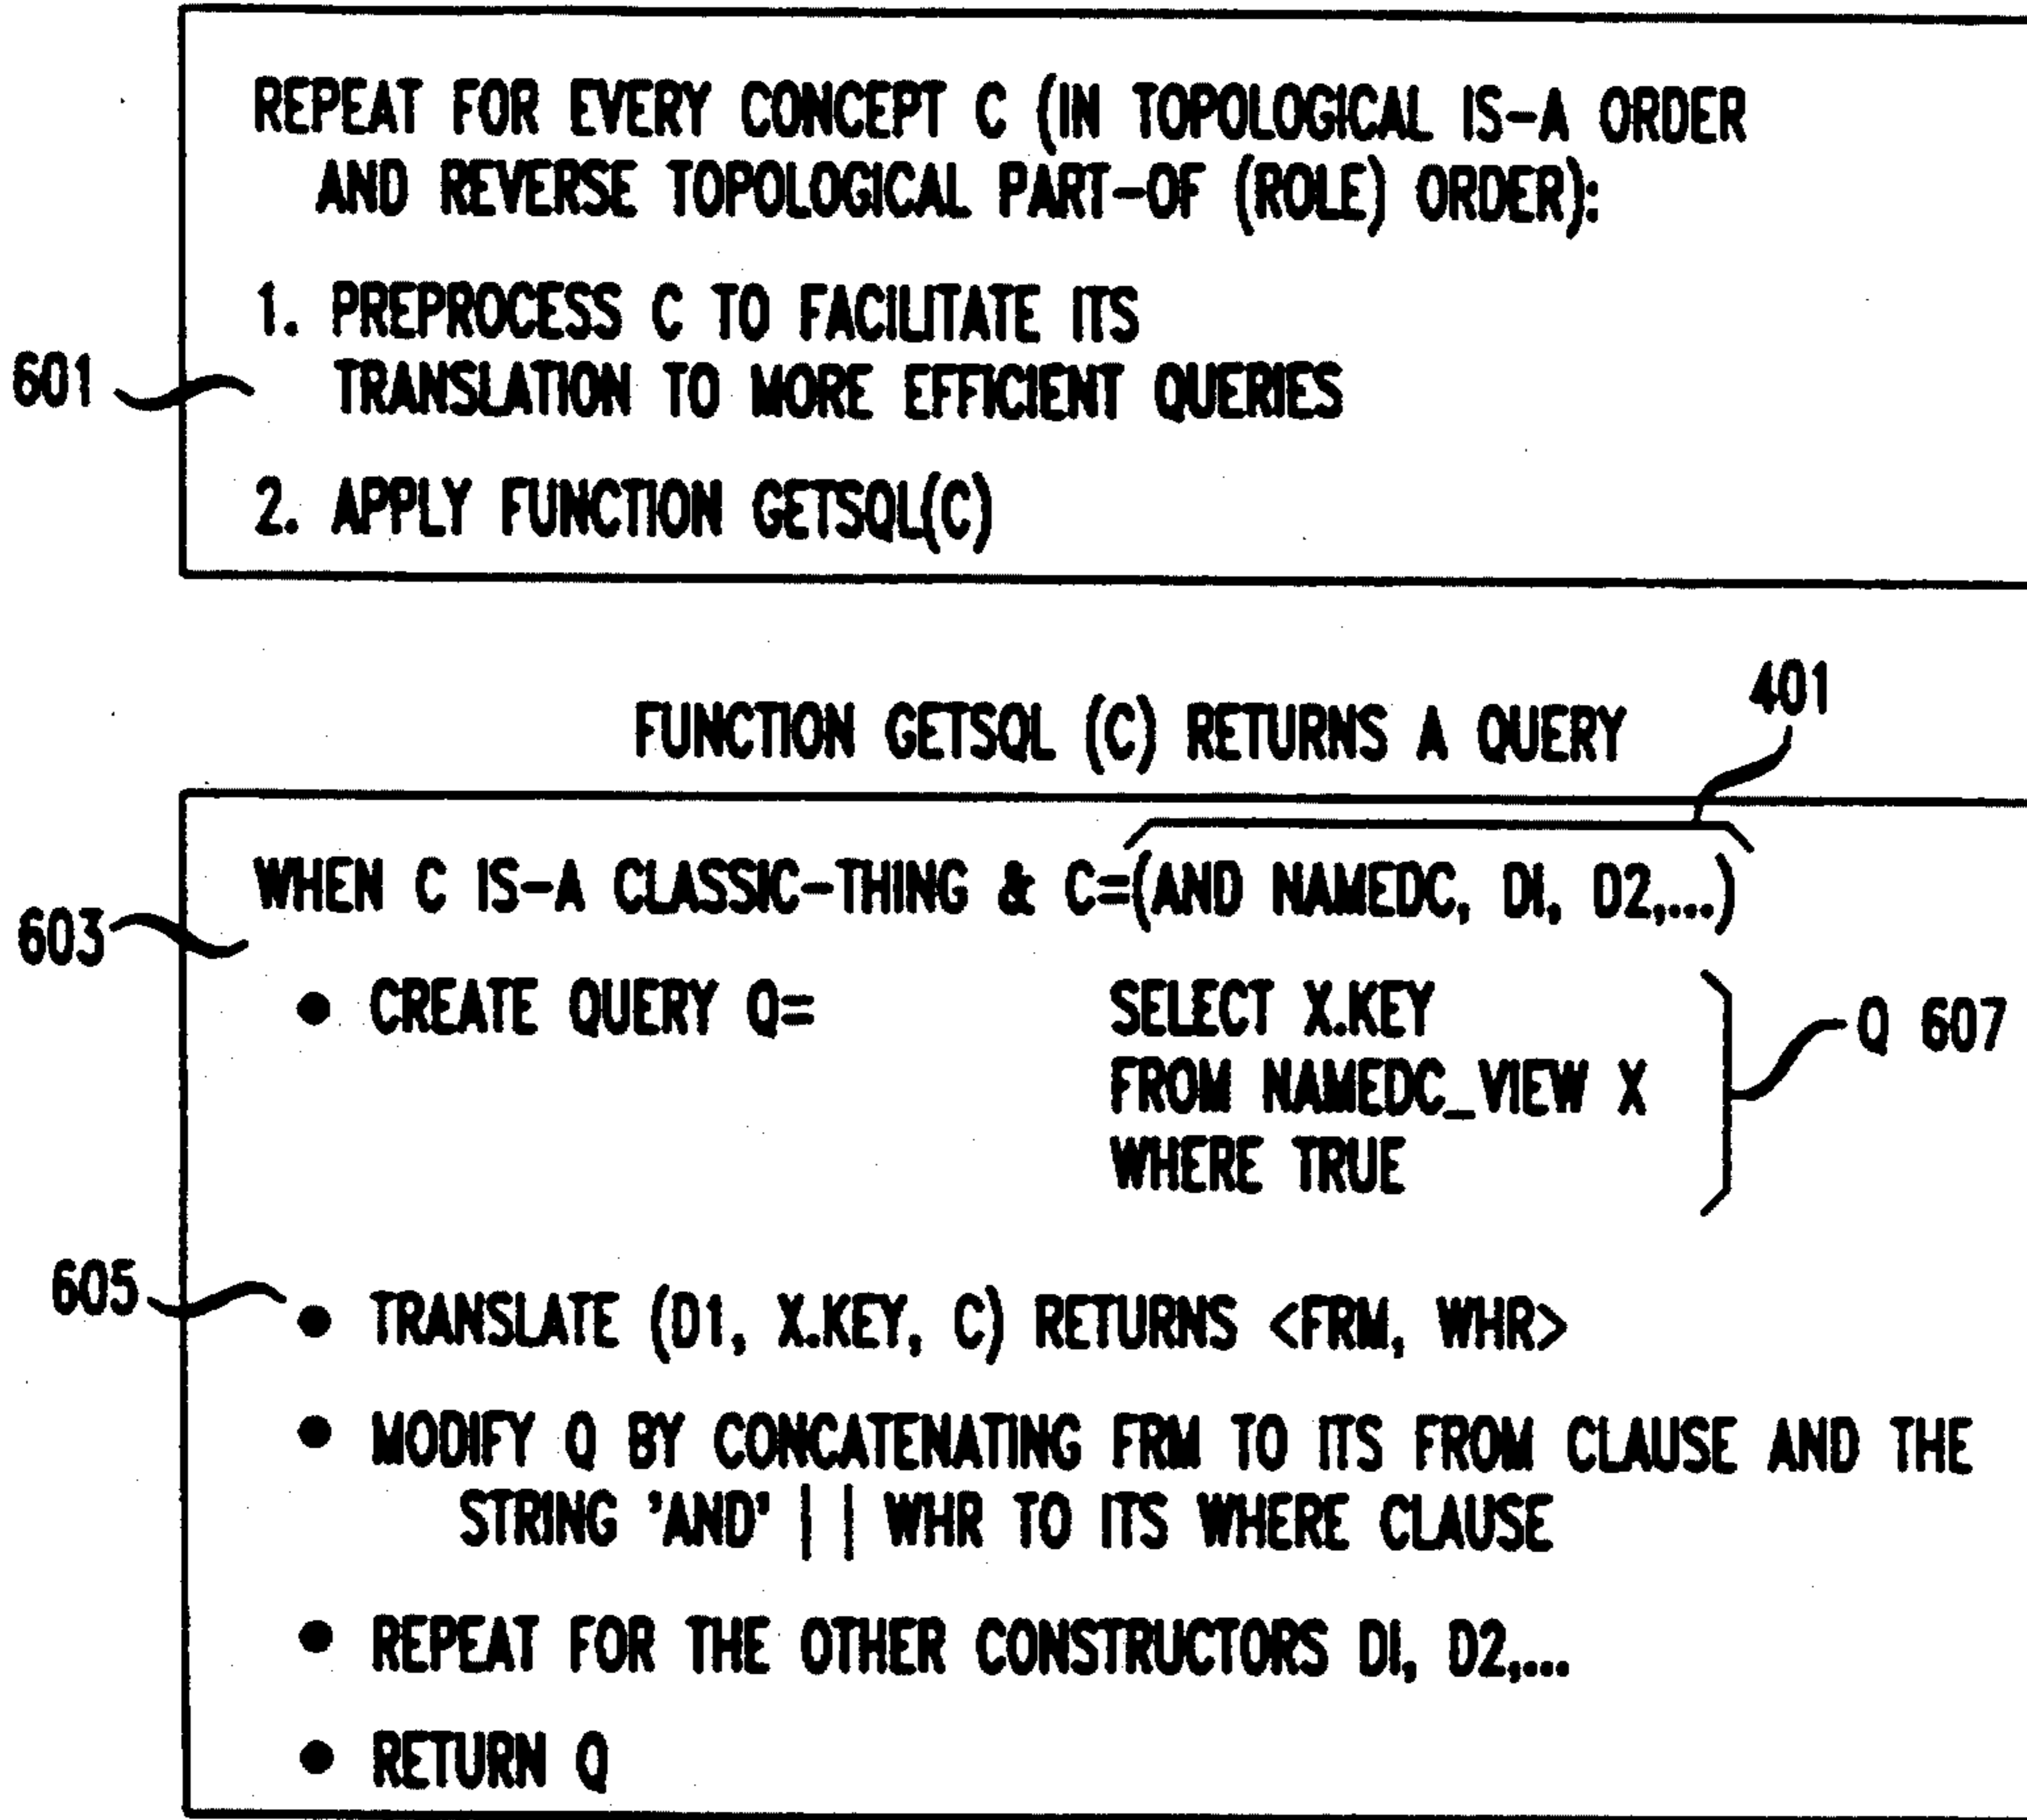 REPEAT FOR EVERY CONCEPT C (IN TOPOLOGICAL IS-A ORDER
AND REVERSE TOPOLOGICAL PART-OF (ROLE) ORDER):
1. PREPROCESS C TO FACILITATE ITS
601
TRANSLATION TO MORE EFFICIENT QUERIES
2. APPLY FUNCTION GETSQL(C)
401
FUNCTION GETSQL (C) RETURNS A QUERY
WHEN C IS-A CLASSIC-THING & C=(AND NAMEDC, DI, D2,...)
603
• CREATE QUERY Q= SELECT X.KEY
Q 607
FROM NAMEDC_VIEW X
WHERE TRUE
605
• TRANSLATE (D1, X.KEY, C) RETURNS <FRM, WHR>
• MODIFY Q BY CONCATENATING FRM TO ITS FROM CLAUSE AND THE
STRING 'AND' || WHR TO ITS WHERE CLAUSE
• REPEAT FOR THE OTHER CONSTRUCTORS DI, D2,...
• RETURN Q